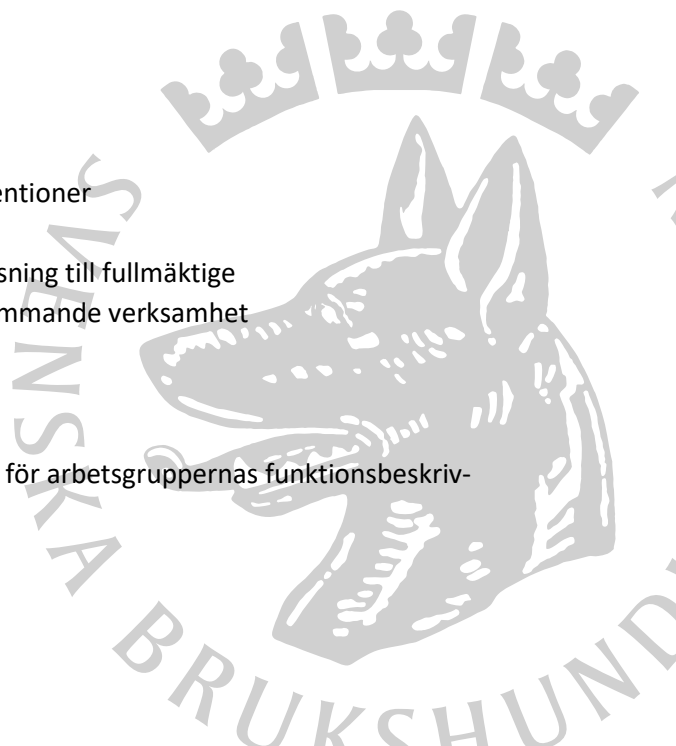 entioner
sning till fullmäktige
mmande verksamhet
för arbetsgruppernas funktionsbeskriv-
SVENSKA BRUKSHUND